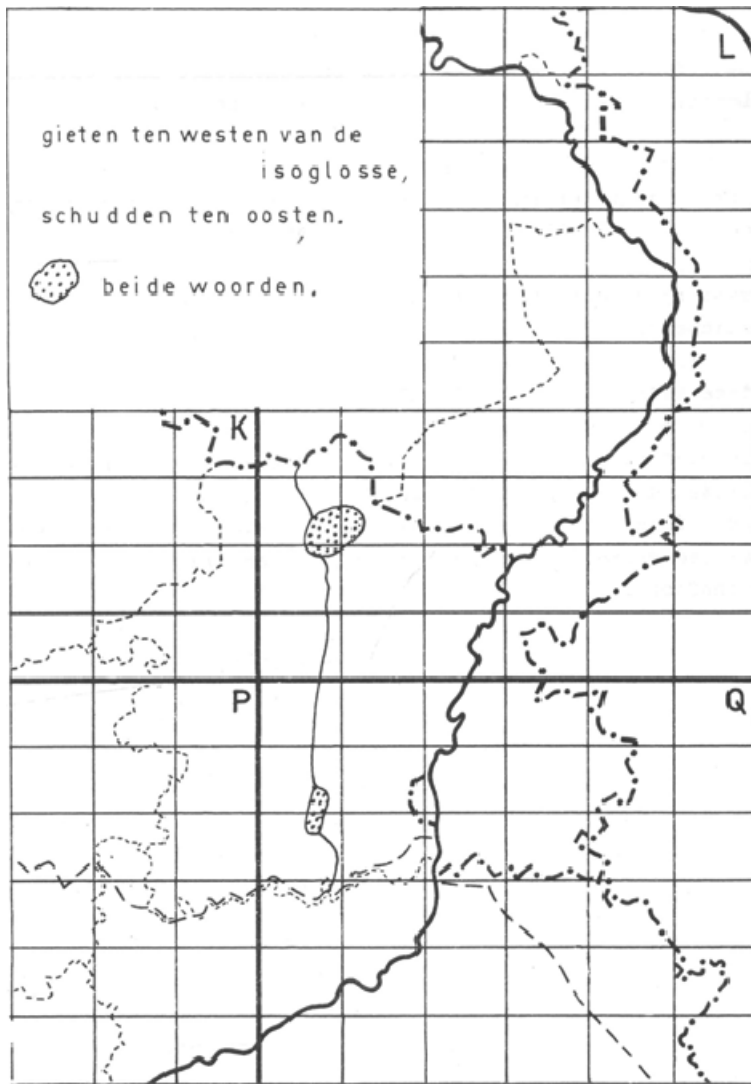 L
gieten ten westen van de
isoglosse,
schudden ten oosten.
beide woorden.
K
P
Q